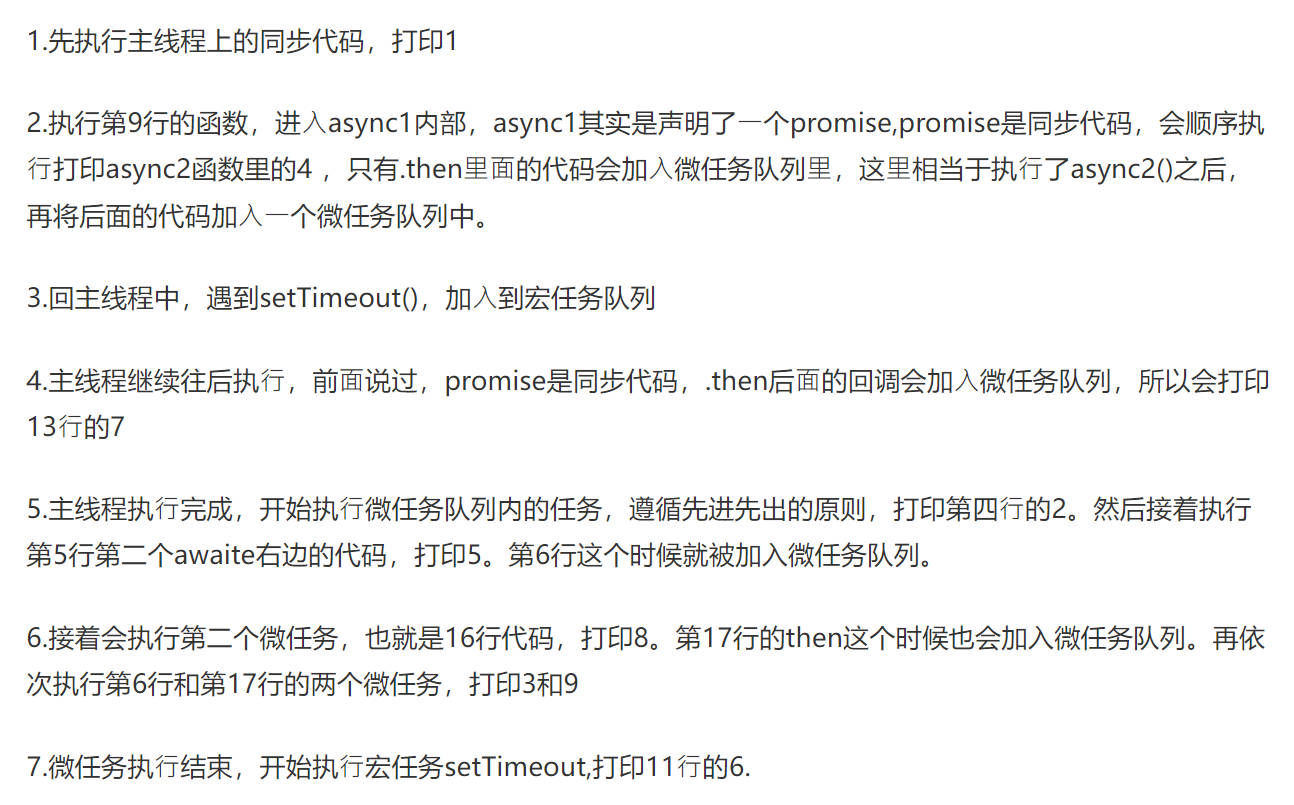 1.先执行主线程上的同步代码，打印1
2.执行第9行的函数，进入async1内部，async1其实是声明了一个promise,promise是同步代码，会顺序执
行打印async2函数里的4 ，只有.then里面的代码会加入微任务队列里，这里相当于执行了async2()之后，
再将后面的代码加入一个微任务队列中。
3.回主线程中，遇到setTimeout()，加入到宏任务队列
4.主线程继续往后执行，前面说过，promise是同步代码，.then后面的回调会加入微任务队列，所以会打印
13行的7
5.主线程执行完成，开始执行微任务队列内的任务，遵循先进先出的原则，打印第四行的2。然后接着执行
第5行第二个awaite右边的代码，打印5。第6行这个时候就被加入微任务队列。
6.接着会执行第二个微任务，也就是16行代码，打印8。第17行的then这个时候也会加入微任务队列。再依
次执行第6行和第17行的两个微任务，打印3和9
7.微任务执行结束，开始执行宏任务setTimeout,打印11行的6.